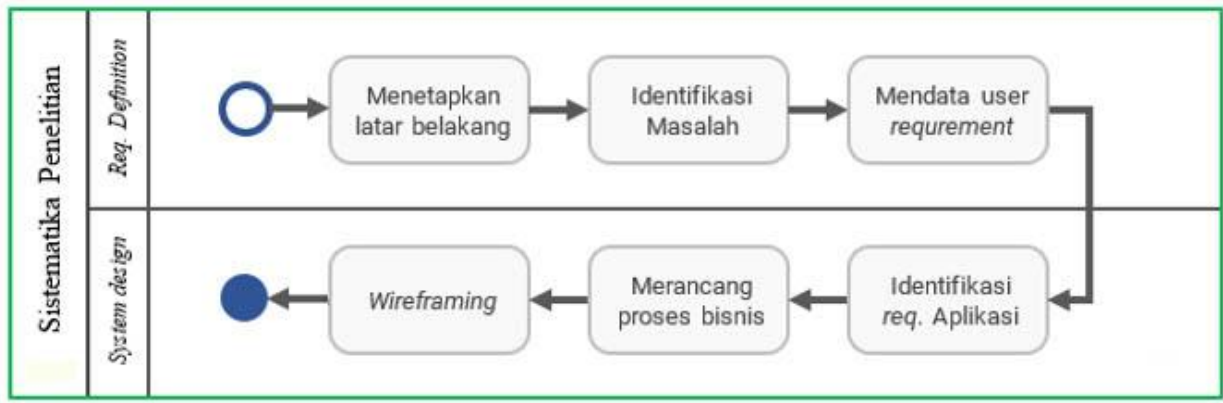 Sistematika Penelitian
Req. Definition
Menetapkan
latar belakang
Identifikasi
Masalah
Mendata user
requrement
System design
Wireframing
Merancang
proses bisnis
Identifikasi
req. Aplikasi